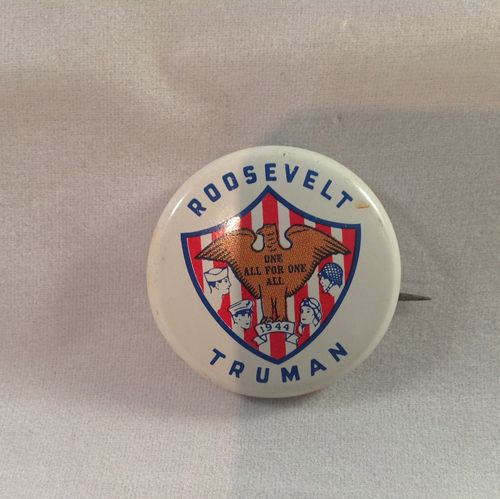 ROOSEVELT
ONE
ALL FOR ONE
ALL
1944
TRUMAN